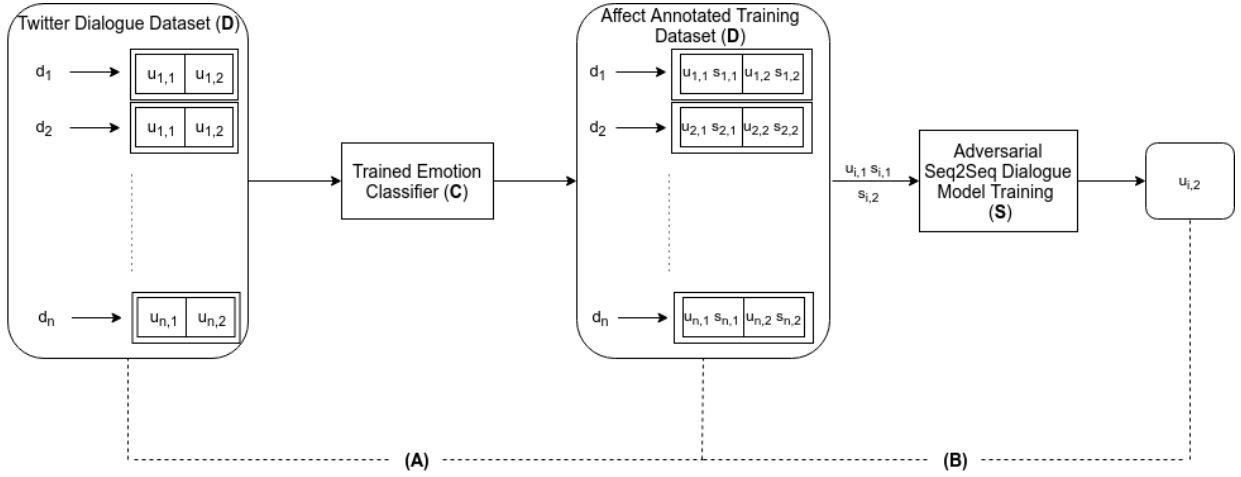 Twitter Dialogue Dataset (D)
d1
u1,1 u1,2
d2
u1,1 u1,2
dn
un,1 un,2
Trained Emotion
Classifier (C)
Affect Annotated Training
Dataset (D)
d1
u1,1 s1,1 u1,2 s1,2
d2
u2,1 s2,1 u2,2 s2,2
dn
un,1 sn,1 un,2 sn,2
ui,1 si,1
si,2
Adversarial
Seq2Seq Dialogue
Model Training
(S)
ui,2
(A)
(B)